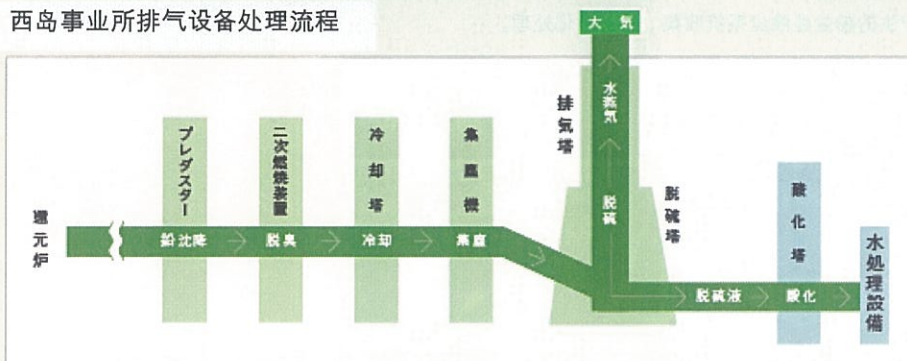 西岛事业所排气设备处理流程
大気
水蒸気
排気塔
プレダスター
二次燃焼装置
冷却塔
集塵機
脱硫
脱硫塔
酸化塔
還元炉
鉛沈降
脱臭
冷却
集塵
水処理設備
脱硫液
酸化